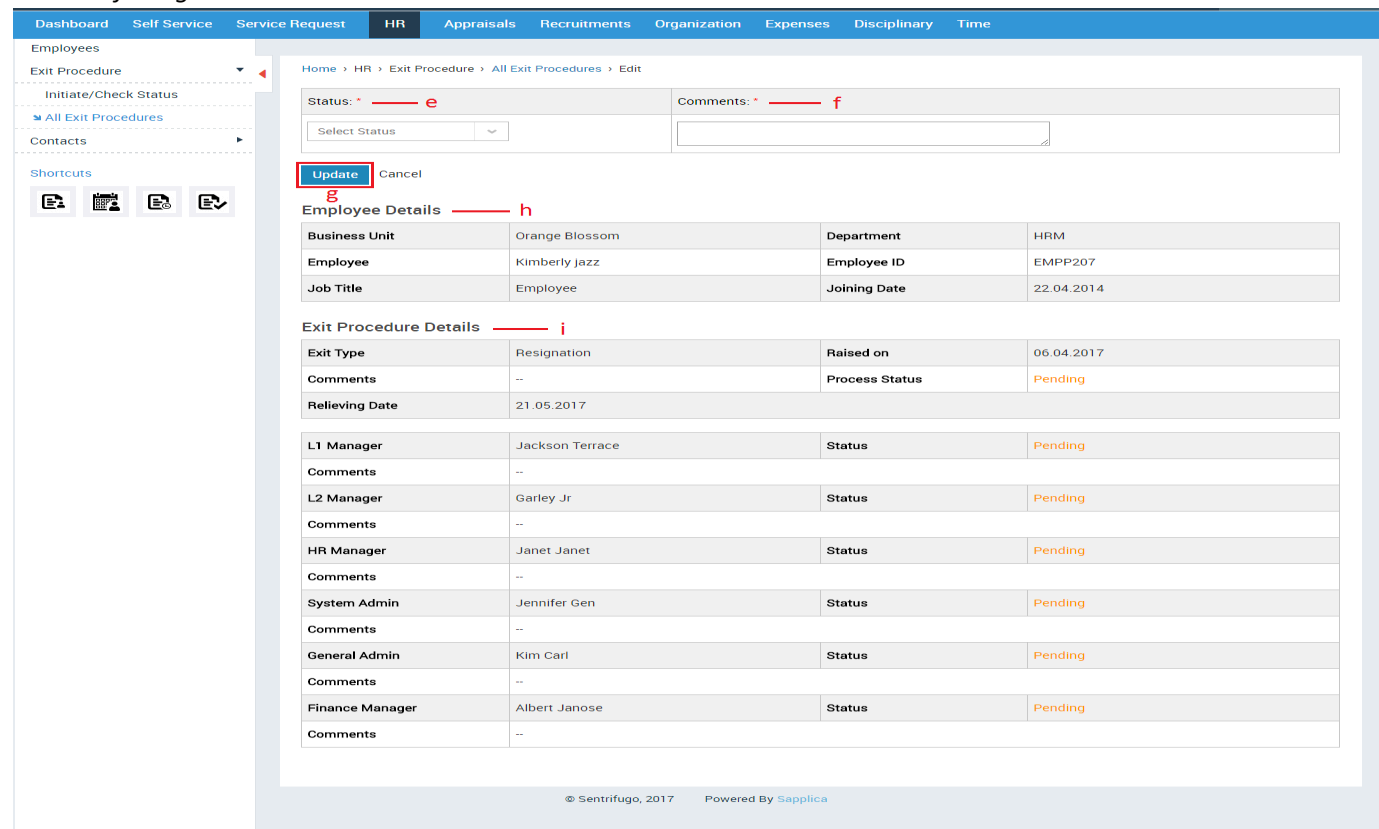 Dashboard Self Service Service Request HR Appraisals Recruitments Organization Expenses Disciplinary Time
Employees
Exit Procedure
Initiate/Check Status
All Exit Procedures
Contacts
Shortcuts
Home › HR › Exit Procedure › All Exit Procedures › Edit
Status: * e Comments: * f
Select Status
Update Cancel
g
Employee Details h
Business Unit Orange Blossom Department HRM
Employee Kimberly jazz Employee ID EMPP207
Job Title Employee Joining Date 22.04.2014
Exit Procedure Details i
Exit Type Resignation Raised on 06.04.2017
Comments -- Process Status Pending
Relieving Date 21.05.2017
L1 Manager Jackson Terrace Status Pending
Comments --
L2 Manager Garley Jr Status Pending
Comments --
HR Manager Janet Janet Status Pending
Comments --
System Admin Jennifer Gen Status Pending
Comments --
General Admin Kim Carl Status Pending
Comments --
Finance Manager Albert Janose Status Pending
Comments --
© Sentrifugo, 2017 Powered By Sapplica